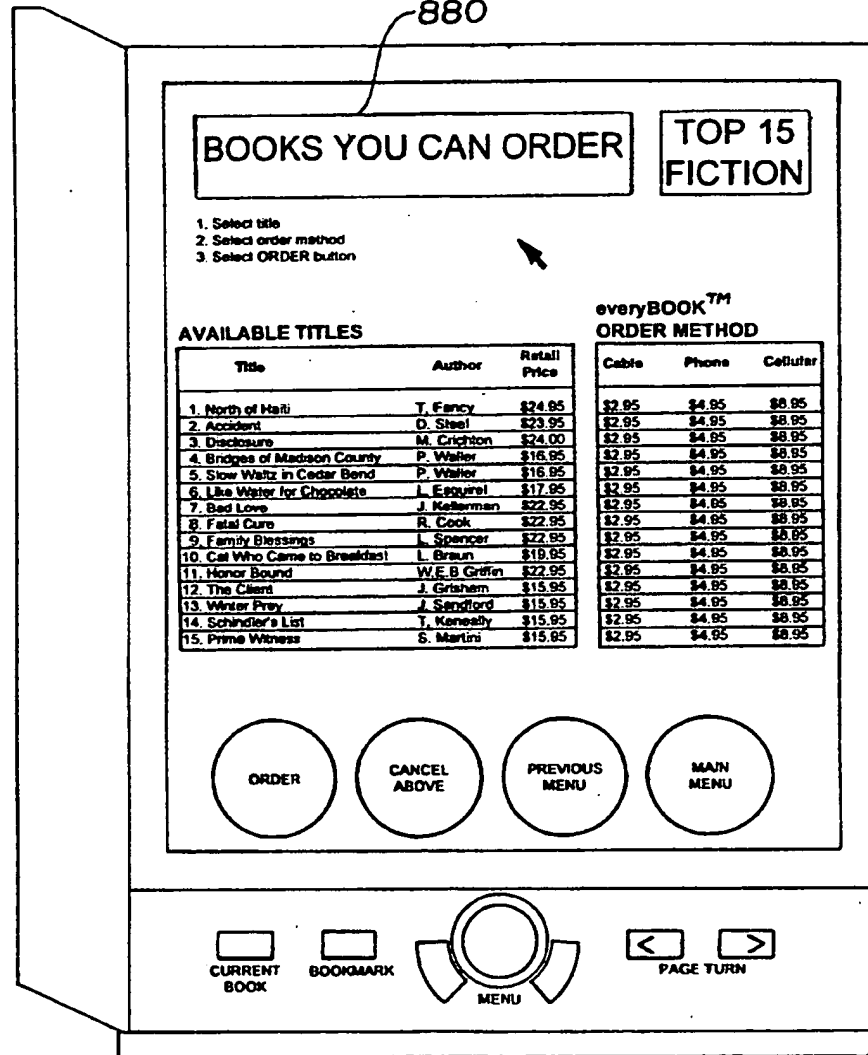 880
BOOKS YOU CAN ORDER
TOP 15
FICTION
1. Select title
2. Select order method
3. Select ORDER button
everyBOOK™
AVAILABLE TITLES
ORDER METHOD
Title Author Retail Price
Cable Phone Cellular
1. North of Haiti T. Fancy $24.95 $2.95 $4.95 $8.95
2. Accident D. Steel $23.95 $2.95 $4.95 $8.95
3. Disclosure M. Crichton $24.00 $2.95 $4.95 $8.95
4. Bridges of Madison County P. Waller $16.95 $2.95 $4.95 $8.95
5. Slow Waltz in Cedar Bend P. Waller $16.95 $2.95 $4.95 $8.95
6. Like Water for Chocolate L. Esquirel $17.95 $2.95 $4.95 $8.95
7. Bad Love J. Kellerman $22.95 $2.95 $4.95 $8.95
8. Fatal Cure R. Cook $22.95 $2.95 $4.95 $8.95
9. Family Blessings L. Spencer $22.95 $2.95 $4.95 $8.95
10. Cat Who Came to Breakfast L. Braun $19.95 $2.95 $4.95 $8.95
11. Honor Bound W.E.B Griffin $22.95 $2.95 $4.95 $8.95
12. The Client J. Grisham $15.95 $2.95 $4.95 $8.95
13. Winter Prey J. Sandford $15.95 $2.95 $4.95 $8.95
14. Schindler's List T. Keneally $15.95 $2.95 $4.95 $8.95
15. Prime Witness S. Martini $15.95 $2.95 $4.95 $8.95
ORDER
CANCEL
ABOVE
PREVIOUS
MENU
MAIN
MENU
<
>
CURRENT
BOOK
BOOKMARK
MENU
PAGE TURN